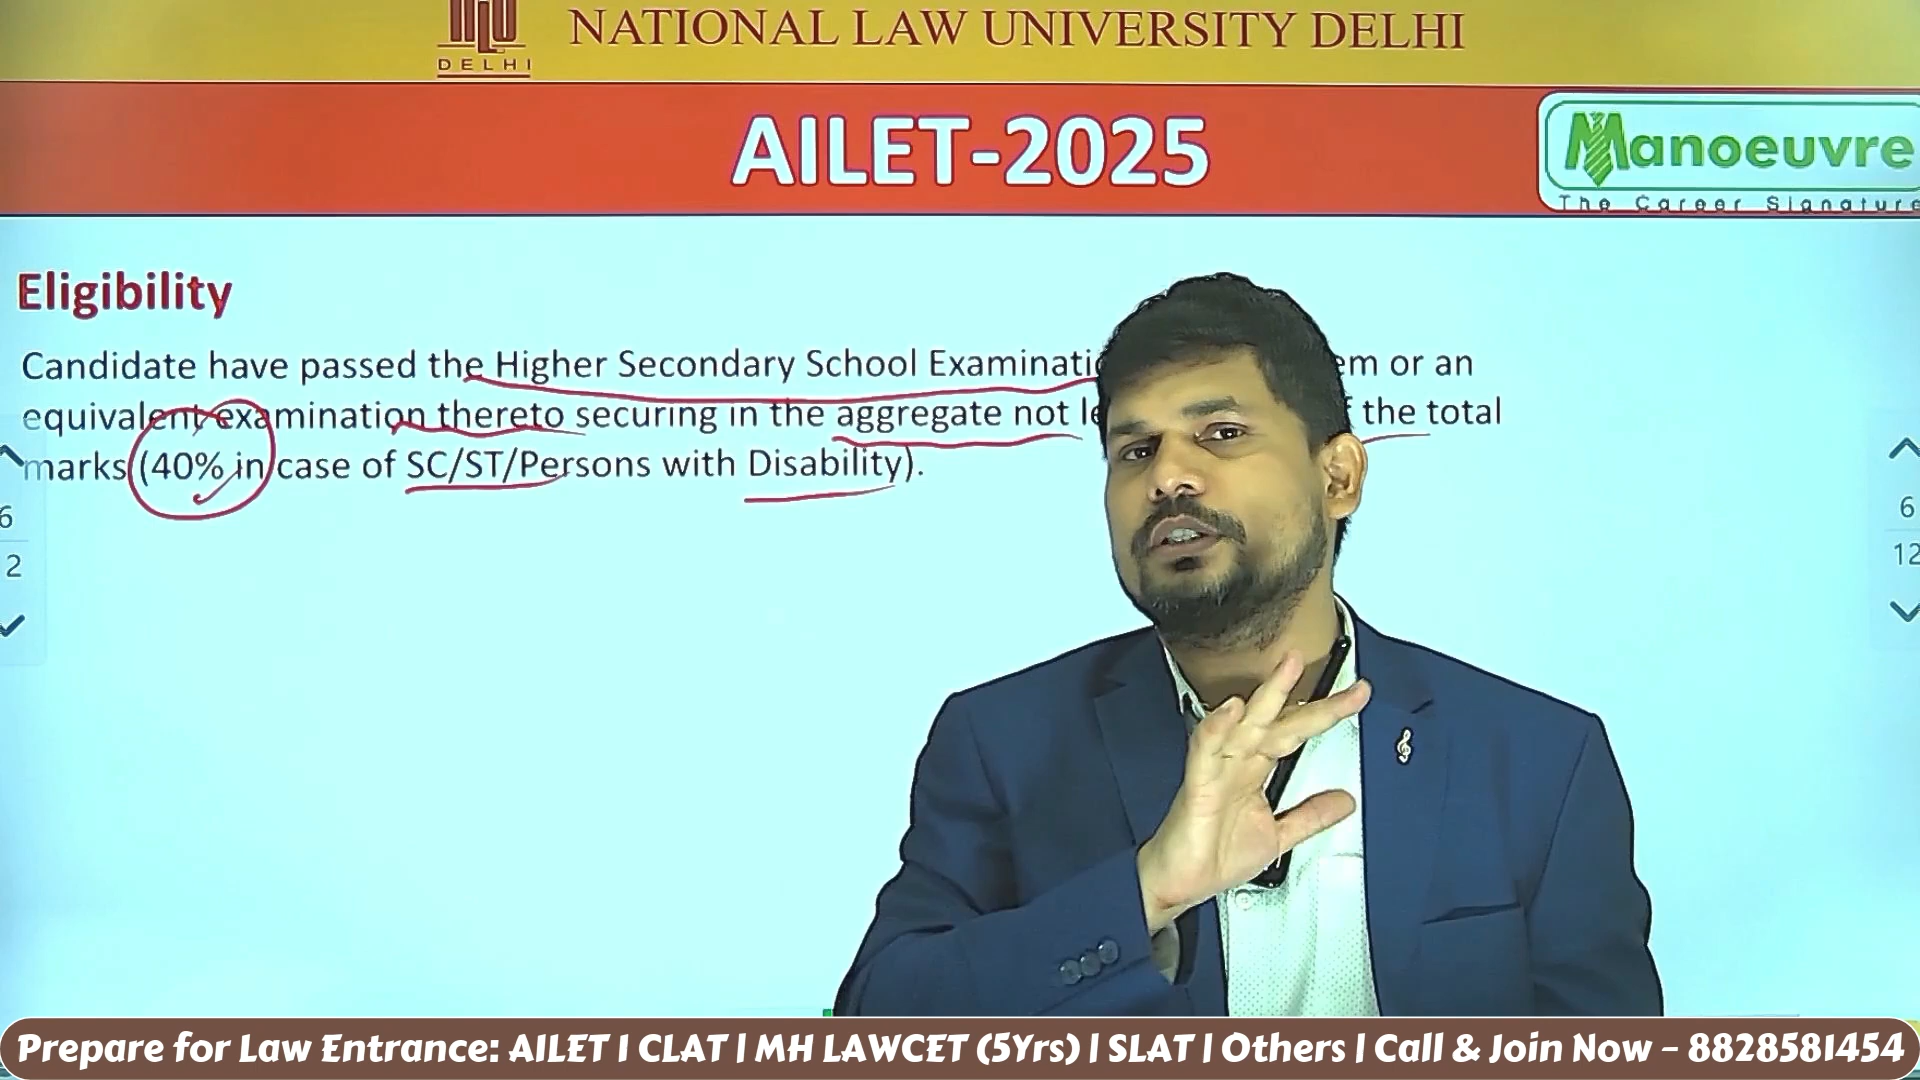 NLU
DELHI
NATIONAL LAW UNIVERSITY DELHI
AILET-2025
Manoeuvre
The Career Signature
Eligibility
Candidate have passed the Higher Secondary School or an
equivalent examination thereto securing in the aggregate not the total
marks (40% in case of SC/ST/Persons with Disability).
6
2
6
12
Prepare for Law Entrance: AILET | CLAT | MH LAWCET (5Yrs) | SLAT | Others | Call & Join Now - 8828581454